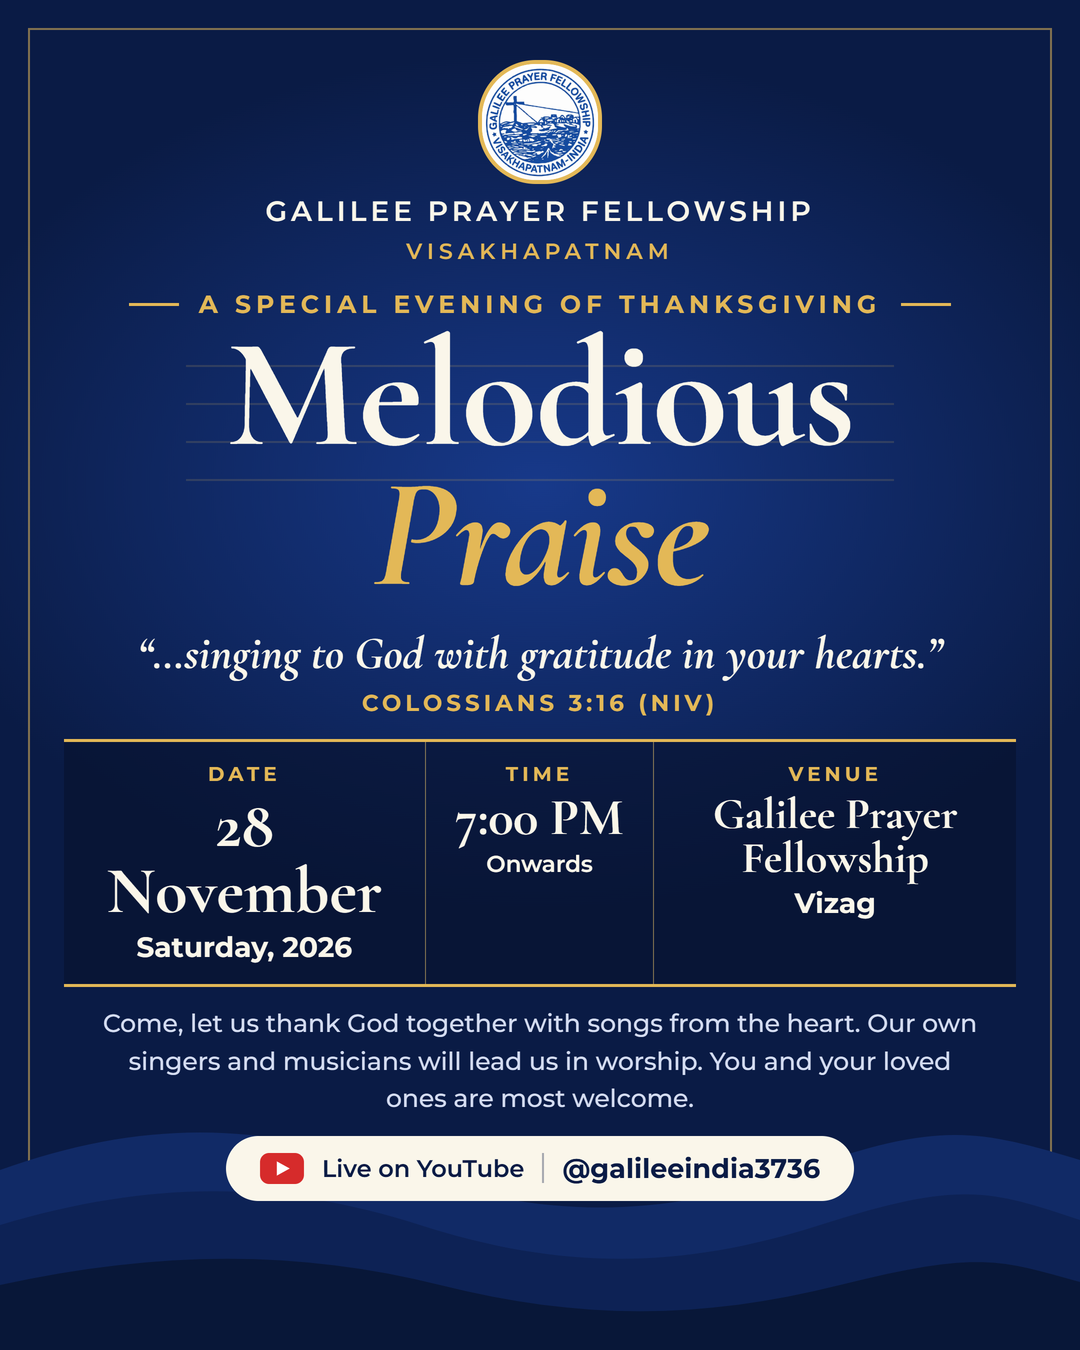 GALILEE PRAYER FELLOWSHIP
VISAKHAPATNAM-INDIA
GALILEE PRAYER FELLOWSHIP
VISAKHAPATNAM
A SPECIAL EVENING OF THANKSGIVING
Melodious
Praise
“...singing to God with gratitude in your hearts.”
COLOSSIANS 3:16 (NIV)
DATE
28
November
Saturday, 2026
TIME
7:00 PM
Onwards
VENUE
Galilee Prayer
Fellowship
Vizag
Come, let us thank God together with songs from the heart. Our own
singers and musicians will lead us in worship. You and your loved
ones are most welcome.
Live on YouTube | @galileeindia3736